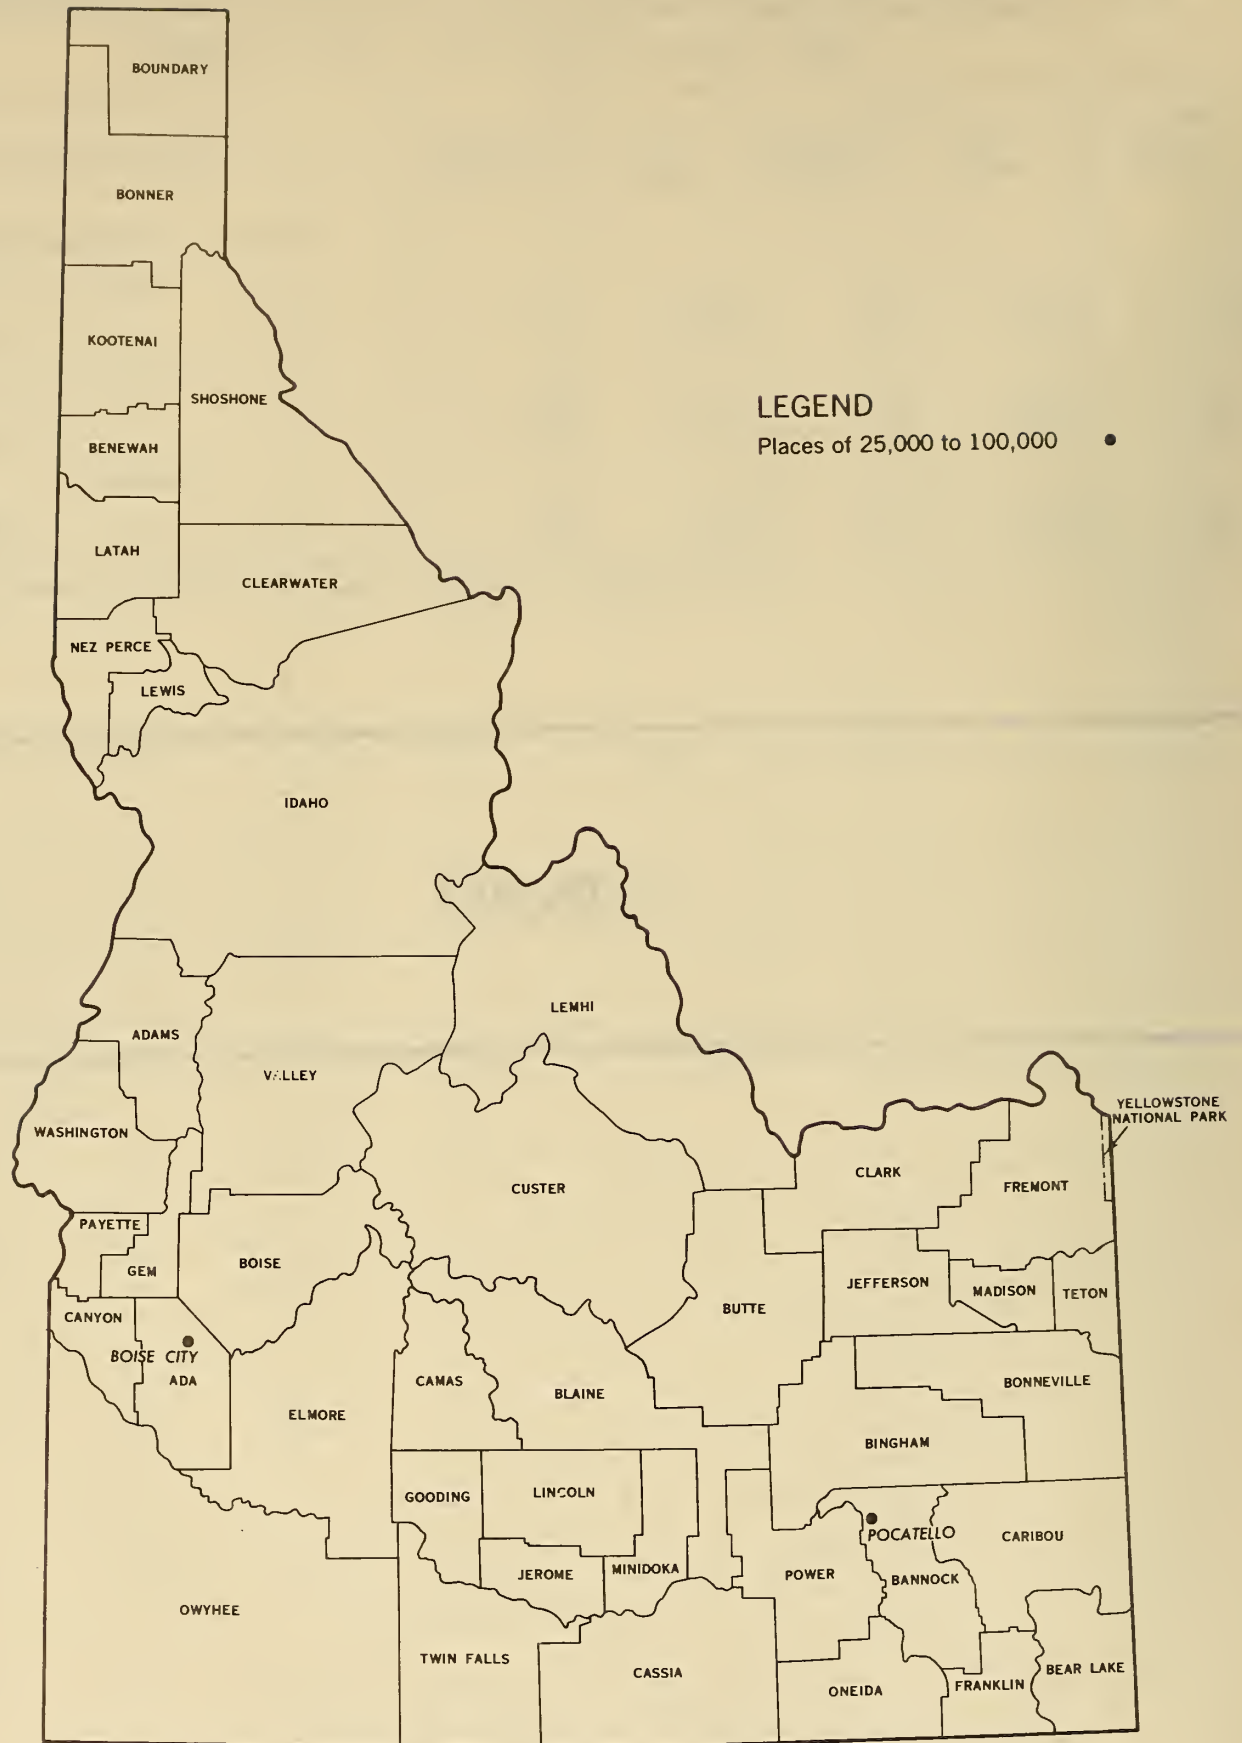 BOUNDARY
BONNER
KOOTENAI
SHOSHONE
LEGEND
Places of 25,000 to 100,000
BENEWAH
LATAH
CLEARWATER
NEZ PERCE
LEWIS
IDAHO
LEMHI
ADAMS
VALLEY
YELLOWSTONE
NATIONAL PARK
WASHINGTON
CLARK
FREMONT
CUSTER
PAYETTE
BOISE
GEM
JEFFERSON
MADISON
TETON
BUTTE
CANYON
BOISE CITY
ADA
CAMAS
BLAINE
BONNEVILLE
ELMORE
BINGHAM
GOODING
LINCOLN
POCATELLO
CARIBOU
JEROME
MINIDOKA
POWER
BANNOCK
OWYHEE
TWIN FALLS
CASSIA
ONEIDA
FRANKLIN
BEAR LAKE